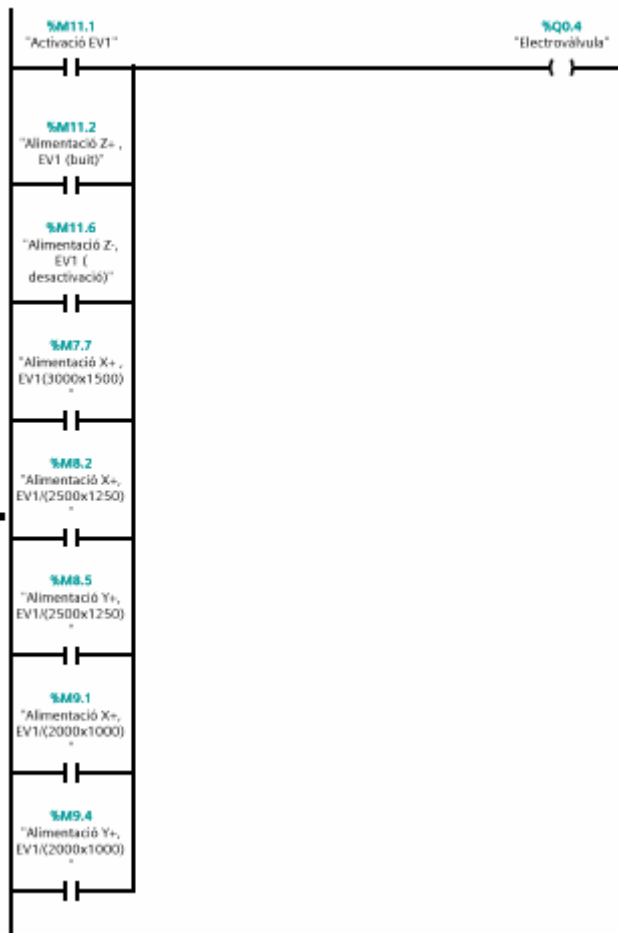 %M11.1
"Activació EV1"
%Q0.4
"Electrovàlvula"
%M11.2
"Alimentació Z+ ,
EV1 (buit)"
%M11.6
"Alimentació Z-,
EV1 (
desactivació)"
%M7.7
"Alimentació X+ ,
EV1(3000x1500)
"
%M8.2
"Alimentació X+,
EV1/(2500x1250)
"
%M8.5
"Alimentació Y+,
EV1/(2500x1250)
"
%M9.1
"Alimentació X+,
EV1/(2000x1000)
"
%M9.4
"Alimentació Y+,
EV1/(2000x1000)
"